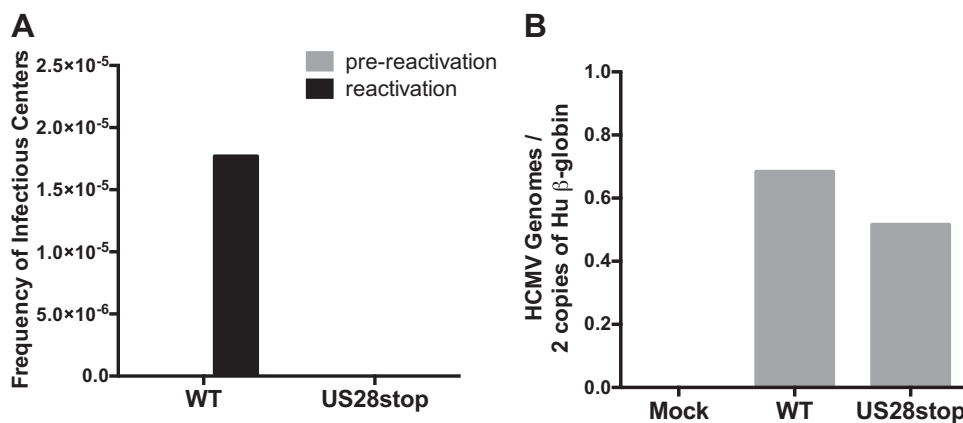 A
Frequency of Infectious Centers
2.5×10⁻⁵
2.0×10⁻⁵
1.5×10⁻⁵
1.0×10⁻⁵
5.0×10⁻⁶
0.0
pre-reactivation
reactivation
WT US28stop
B
HCMV Genomes /
2 copies of Hu β-globin
1.0
0.8
0.6
0.4
0.2
0.0
Mock WT US28stop